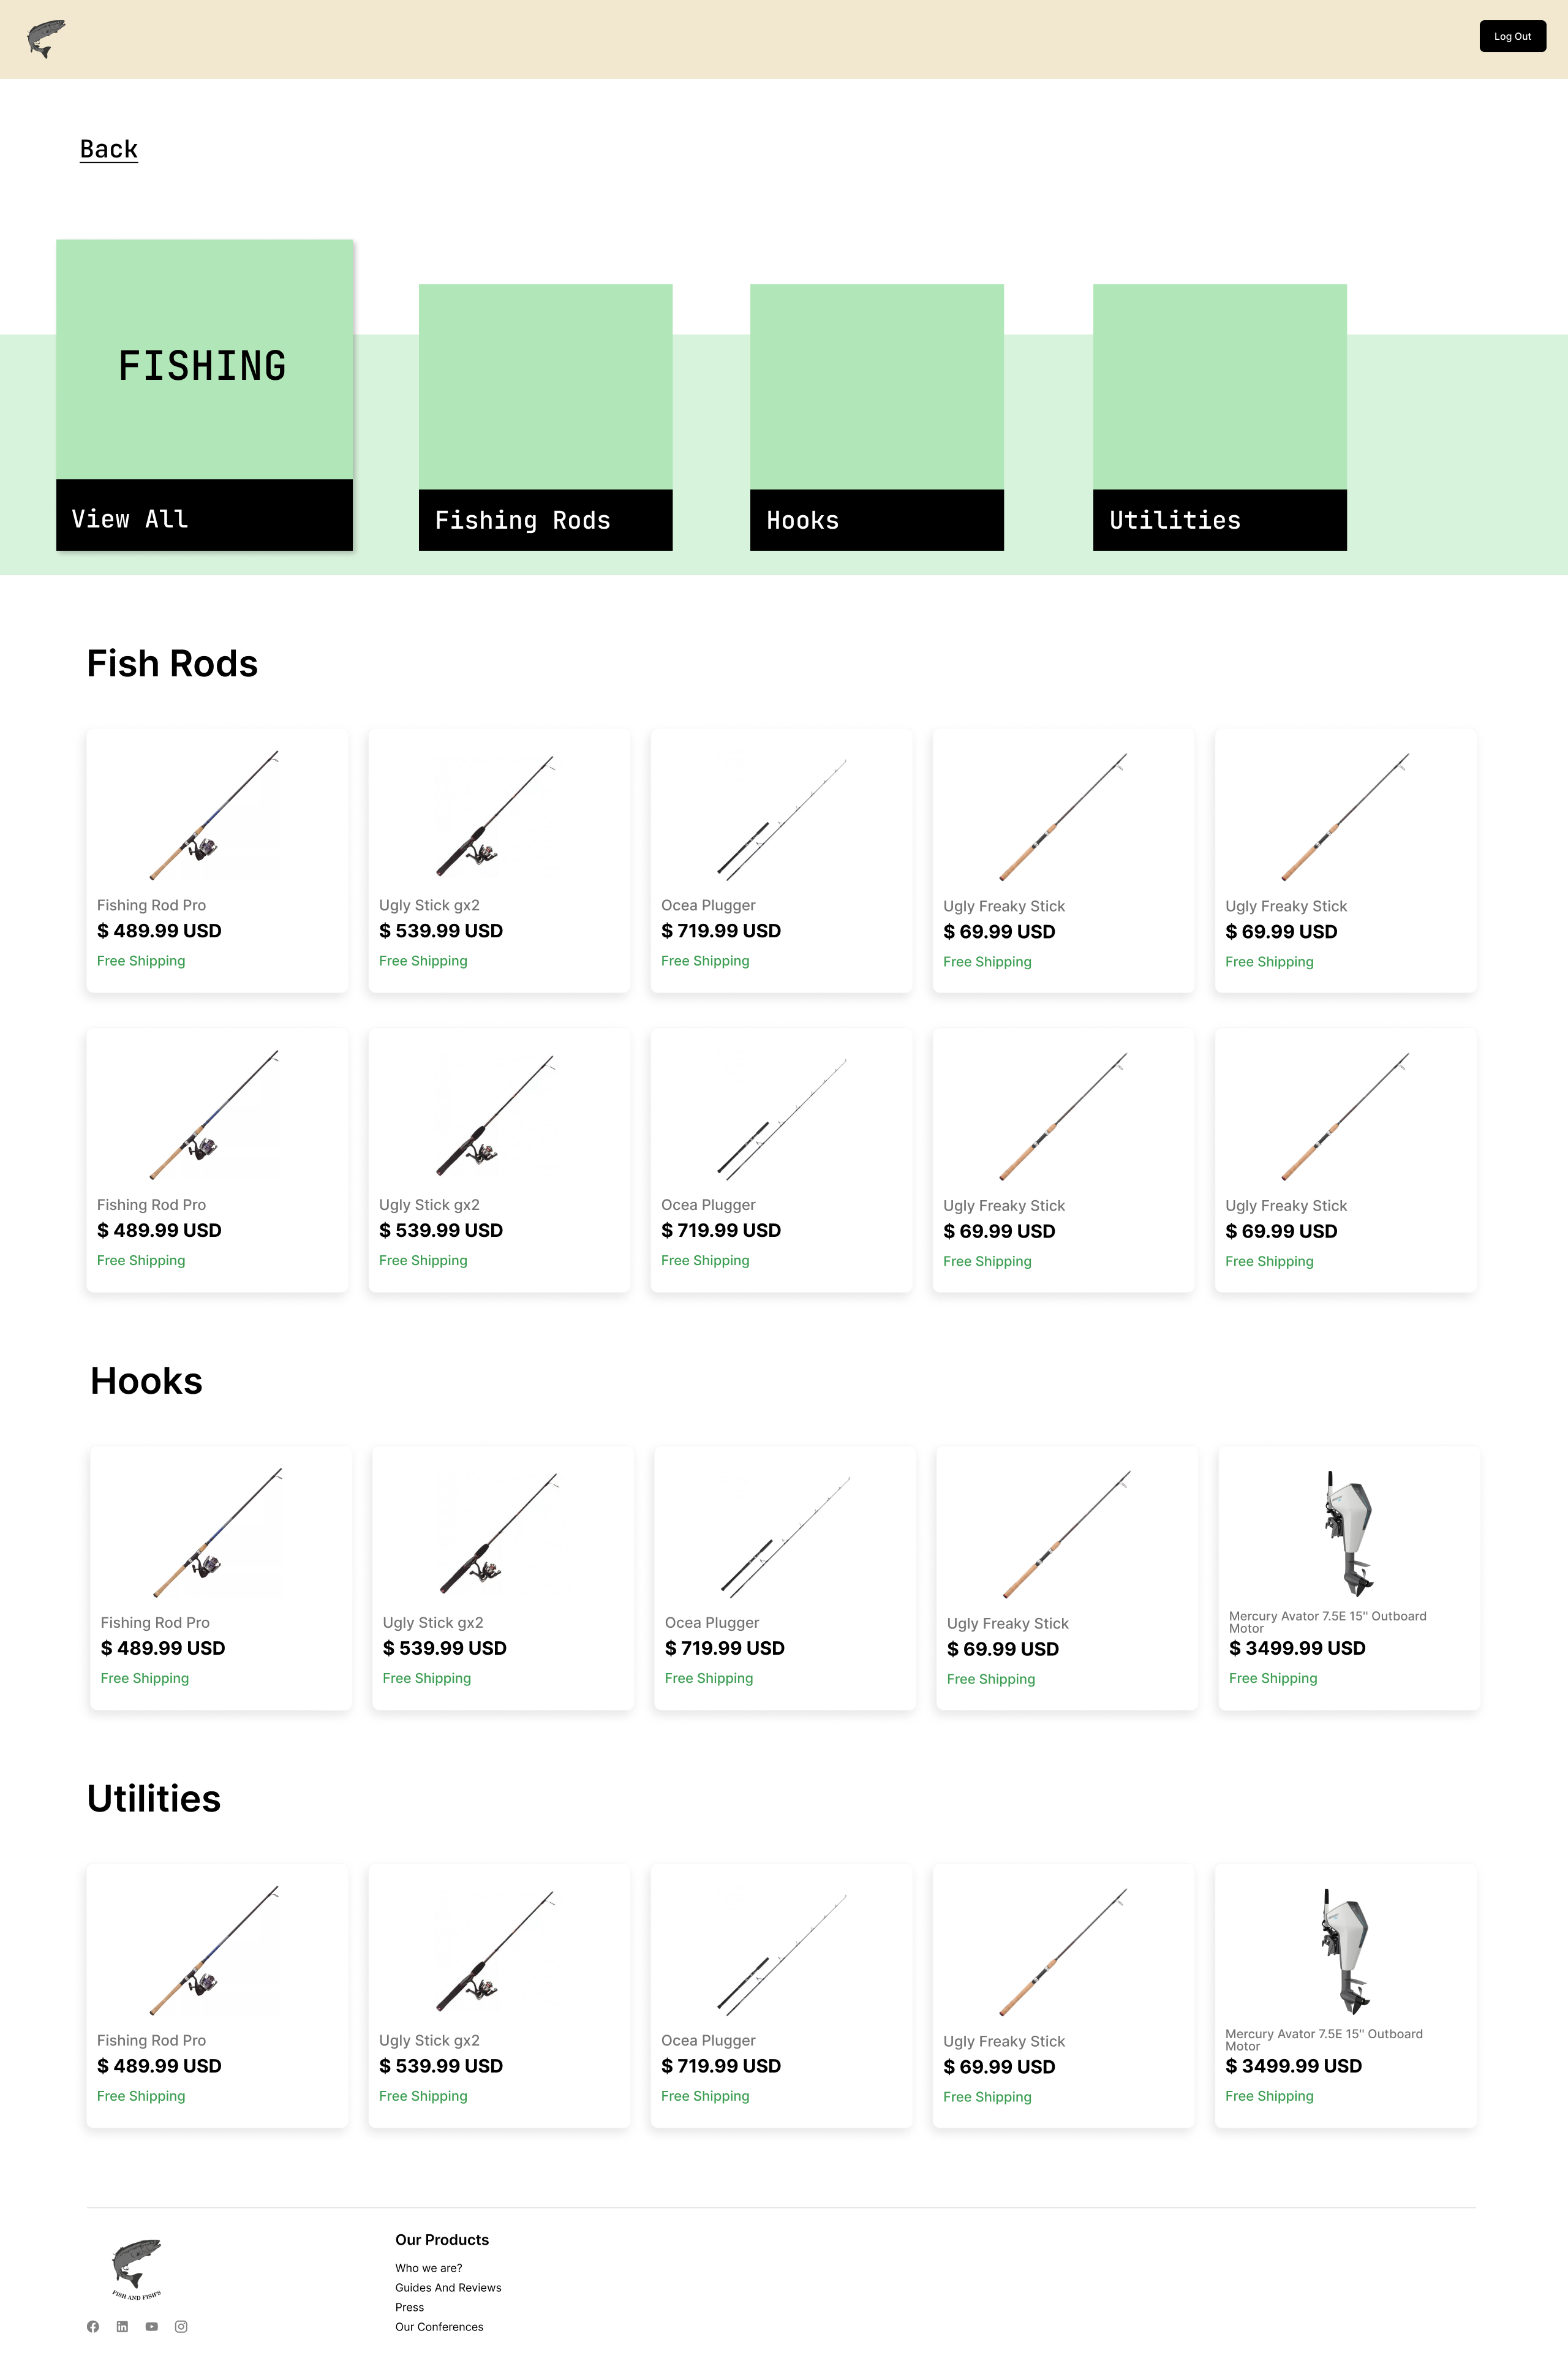 Log Out
Back
FISHING
View All
Fishing Rods
Hooks
Utilities
Fish Rods
Fishing Rod Pro
$ 489.99 USD
Free Shipping
Ugly Stick gx2
$ 539.99 USD
Free Shipping
Ocea Plugger
$ 719.99 USD
Free Shipping
Ugly Freaky Stick
$ 69.99 USD
Free Shipping
Ugly Freaky Stick
$ 69.99 USD
Free Shipping
Fishing Rod Pro
$ 489.99 USD
Free Shipping
Ugly Stick gx2
$ 539.99 USD
Free Shipping
Ocea Plugger
$ 719.99 USD
Free Shipping
Ugly Freaky Stick
$ 69.99 USD
Free Shipping
Ugly Freaky Stick
$ 69.99 USD
Free Shipping
Hooks
Fishing Rod Pro
$ 489.99 USD
Free Shipping
Ugly Stick gx2
$ 539.99 USD
Free Shipping
Ocea Plugger
$ 719.99 USD
Free Shipping
Ugly Freaky Stick
$ 69.99 USD
Free Shipping
Mercury Avator 7.5E 15" Outboard
Motor
$ 3499.99 USD
Free Shipping
Utilities
Fishing Rod Pro
$ 489.99 USD
Free Shipping
Ugly Stick gx2
$ 539.99 USD
Free Shipping
Ocea Plugger
$ 719.99 USD
Free Shipping
Ugly Freaky Stick
$ 69.99 USD
Free Shipping
Mercury Avator 7.5E 15" Outboard
Motor
$ 3499.99 USD
Free Shipping
FISH AND FISH'S
Our Products
Who we are?
Guides And Reviews
Press
Our Conferences